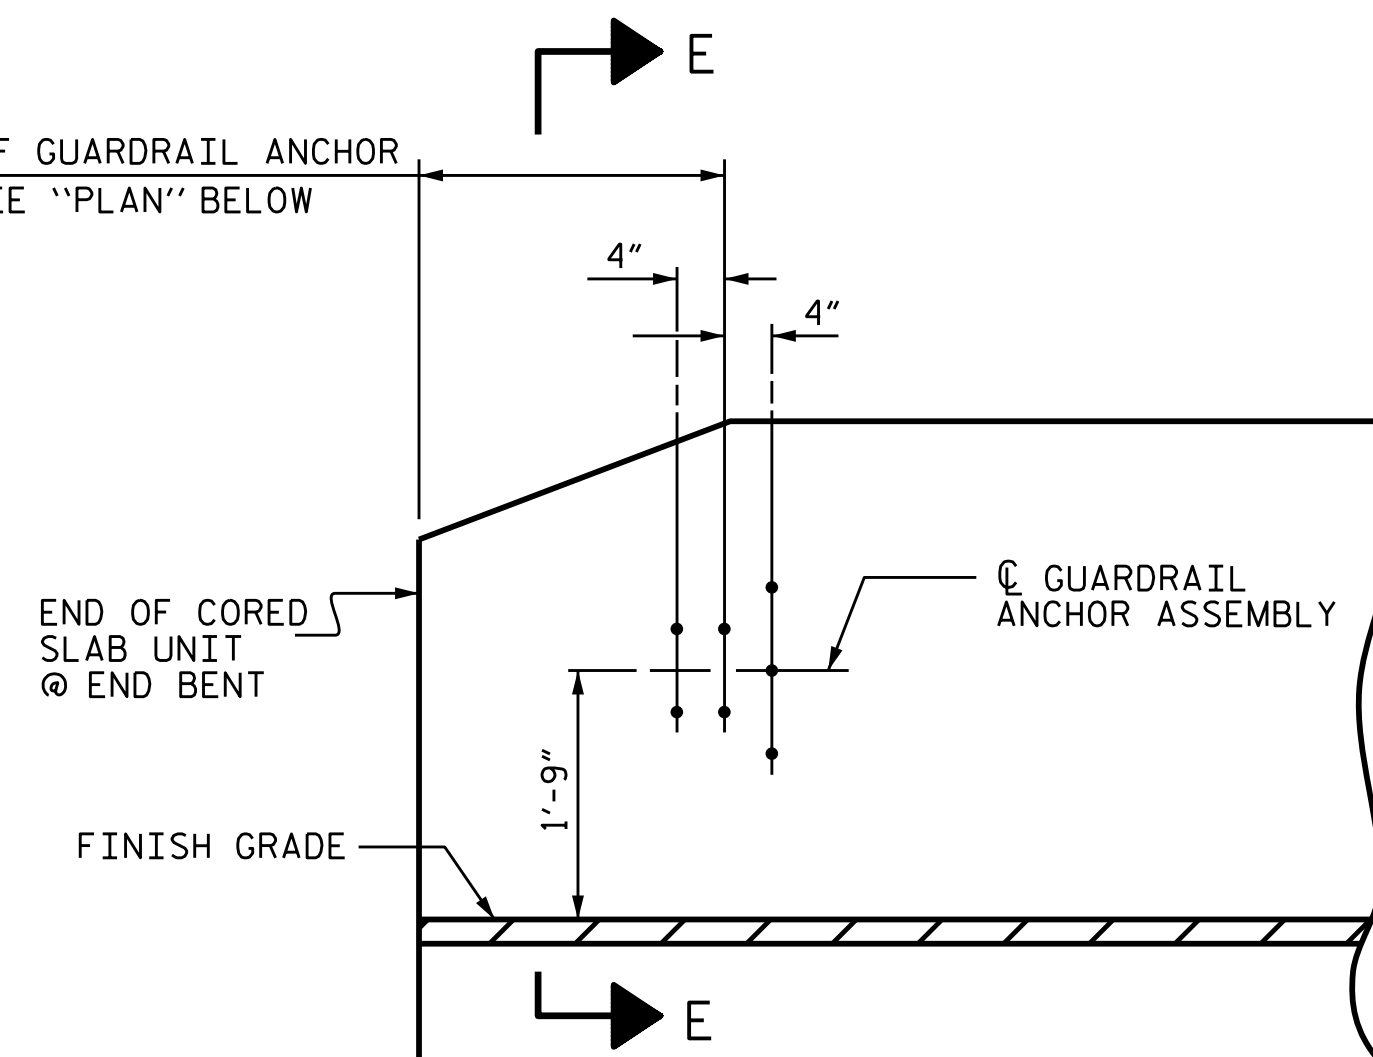 E
GUARDRAIL ANCHOR
"PLAN" BELOW
4"
4"
℄ GUARDRAIL
ANCHOR ASSEMBLY
END OF CORED
SLAB UNIT
@ END BENT
1'-9"
FINISH GRADE
E